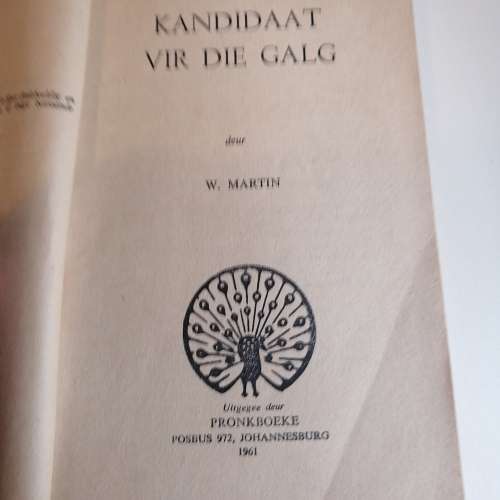 KANDIDAAT
VIR DIE GALG
deur
W. MARTIN
Uitgegee deur
PRONKBOEKE
POSBUS 972, JOHANNESBURG
1961